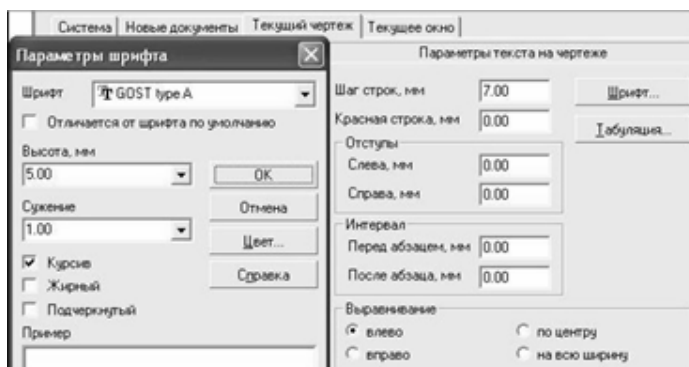 Система
Новые документы
Текущий чертеж
Текущее окно
Параметры шрифта
Шрифт
GOST type A
Отличается от шрифта по умолчанию
Высота, мм
5.00
OK
Сужение
Отмена
1.00
Цвет...
Курсив
Справка
Жирный
Подчеркнутый
Пример
Параметры текста на чертеже
Шаг строк, мм 7.00
Шрифт...
Красная строка, мм 0.00
Табуляция...
Отступы
Слева, мм 0.00
Справа, мм 0.00
Интервал
Перед абзацем, мм 0.00
После абзаца, мм 0.00
Выравнивание
влево
по центру
вправо
на всю ширину